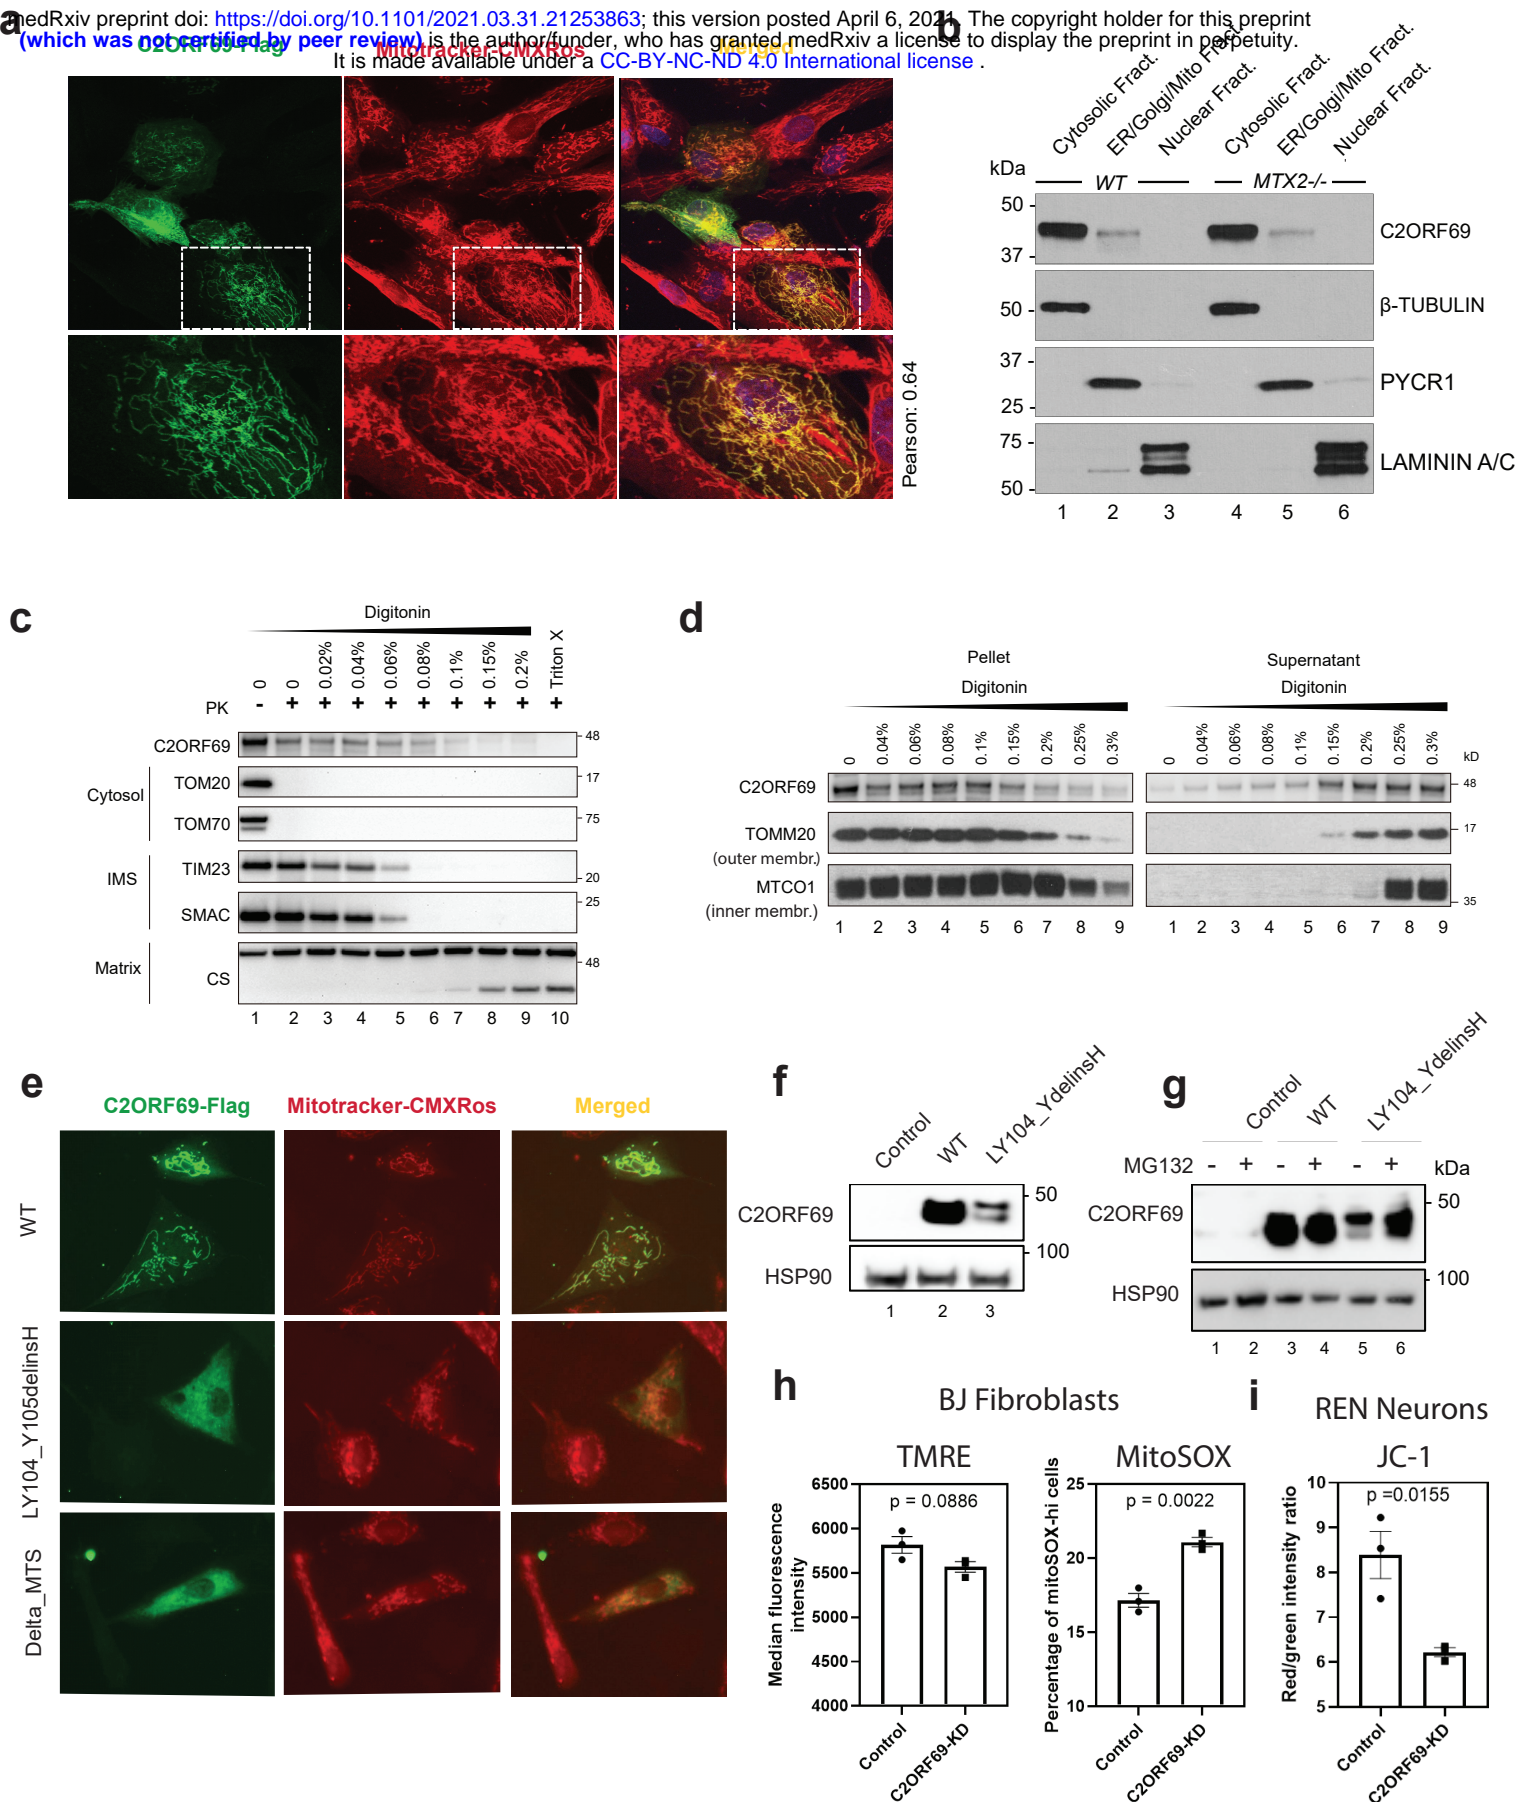 medRxiv preprint doi: https://doi.org/10.1101/2021.03.31.21253863; this version posted April 6, 2021. The copyright holder for this preprint
(which was not certified by peer review) is the author/funder, who has granted medRxiv a license to display the preprint in perpetuity.
It is made available under a CC-BY-NC-ND 4.0 International license .
a
C2ORF69-Flag Mitotracker-CMXRos Merged
Pearson: 0.64
b
Cytosolic Fract. ER/Golgi/Mito Fract. Nuclear Fract. Cytosolic Fract. ER/Golgi/Mito Fract. Nuclear Fract.
kDa
WT MTX2-/-
50
C2ORF69
37
50
β-TUBULIN
37
PYCR1
25
75
LAMININ A/C
50
1 2 3 4 5 6
c
Digitonin
0 0 0.02% 0.04% 0.06% 0.08% 0.1% 0.15% 0.2% Triton X
PK - + + + + + + + + +
C2ORF69 48
Cytosol
TOM20 17
TOM70 75
IMS
TIM23 20
SMAC 25
Matrix
CS 48
1 2 3 4 5 6 7 8 9 10
d
Pellet Supernatant
Digitonin Digitonin
0 0.04% 0.06% 0.08% 0.1% 0.15% 0.2% 0.25% 0.3% 0 0.04% 0.06% 0.08% 0.1% 0.15% 0.2% 0.25% 0.3% kD
C2ORF69 48
TOMM20 17
(outer membr.)
MTCO1
(inner membr.) 35
1 2 3 4 5 6 7 8 9 1 2 3 4 5 6 7 8 9
e
C2ORF69-Flag Mitotracker-CMXRos Merged
WT
LY104_Y105delinsH
Delta_MTS
f
Control WT LY104_YdelinsH
50
C2ORF69
100
HSP90
1 2 3
g
Control WT LY104_YdelinsH
MG132 - + - + - + kDa
50
C2ORF69
100
HSP90
1 2 3 4 5 6
h
BJ Fibroblasts
TMRE
Median fluorescence
intensity
6500
6000
5500
5000
4500
4000
p = 0.0886
Control C2ORF69-KD
MitoSOX
Percentage of mitoSOX-hi cells
25
20
15
10
p = 0.0022
Control C2ORF69-KD
i
REN Neurons
JC-1
Red/green intensity ratio
10
9
8
7
6
5
p =0.0155
Control C2ORF69-KD